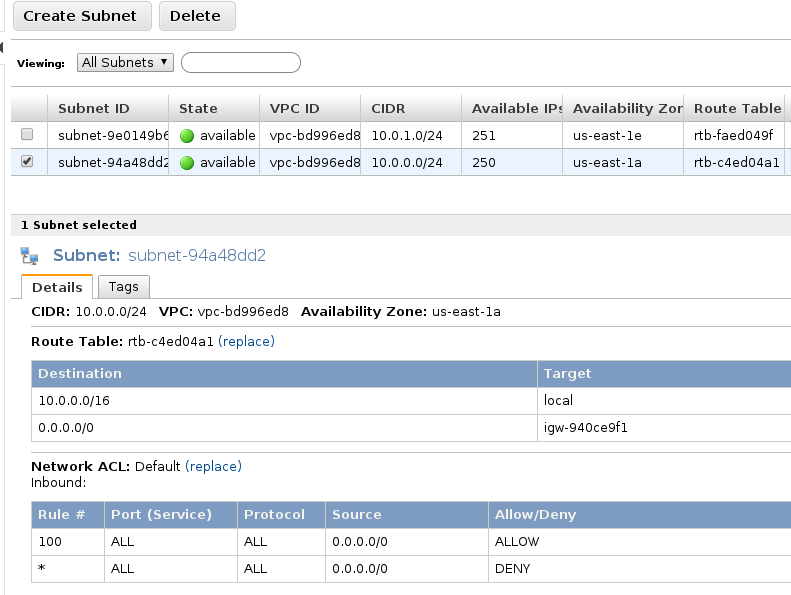 Create Subnet Delete
Viewing: All Subnets
Subnet ID State VPC ID CIDR Available IPs Availability Zor Route Table
subnet-9e0149b6 available vpc-bd996ed8 10.0.1.0/24 251 us-east-1e rtb-faed049f
subnet-94a48dd2 available vpc-bd996ed8 10.0.0.0/24 250 us-east-1a rtb-c4ed04a1
1 Subnet selected
Subnet: subnet-94a48dd2
Details Tags
CIDR: 10.0.0.0/24 VPC: vpc-bd996ed8 Availability Zone: us-east-1a
Route Table: rtb-c4ed04a1 (replace)
Destination Target
10.0.0.0/16 local
0.0.0.0/0 igw-940ce9f1
Network ACL: Default (replace)
Inbound:
Rule # Port (Service) Protocol Source Allow/Deny
100 ALL ALL 0.0.0.0/0 ALLOW
* ALL ALL 0.0.0.0/0 DENY